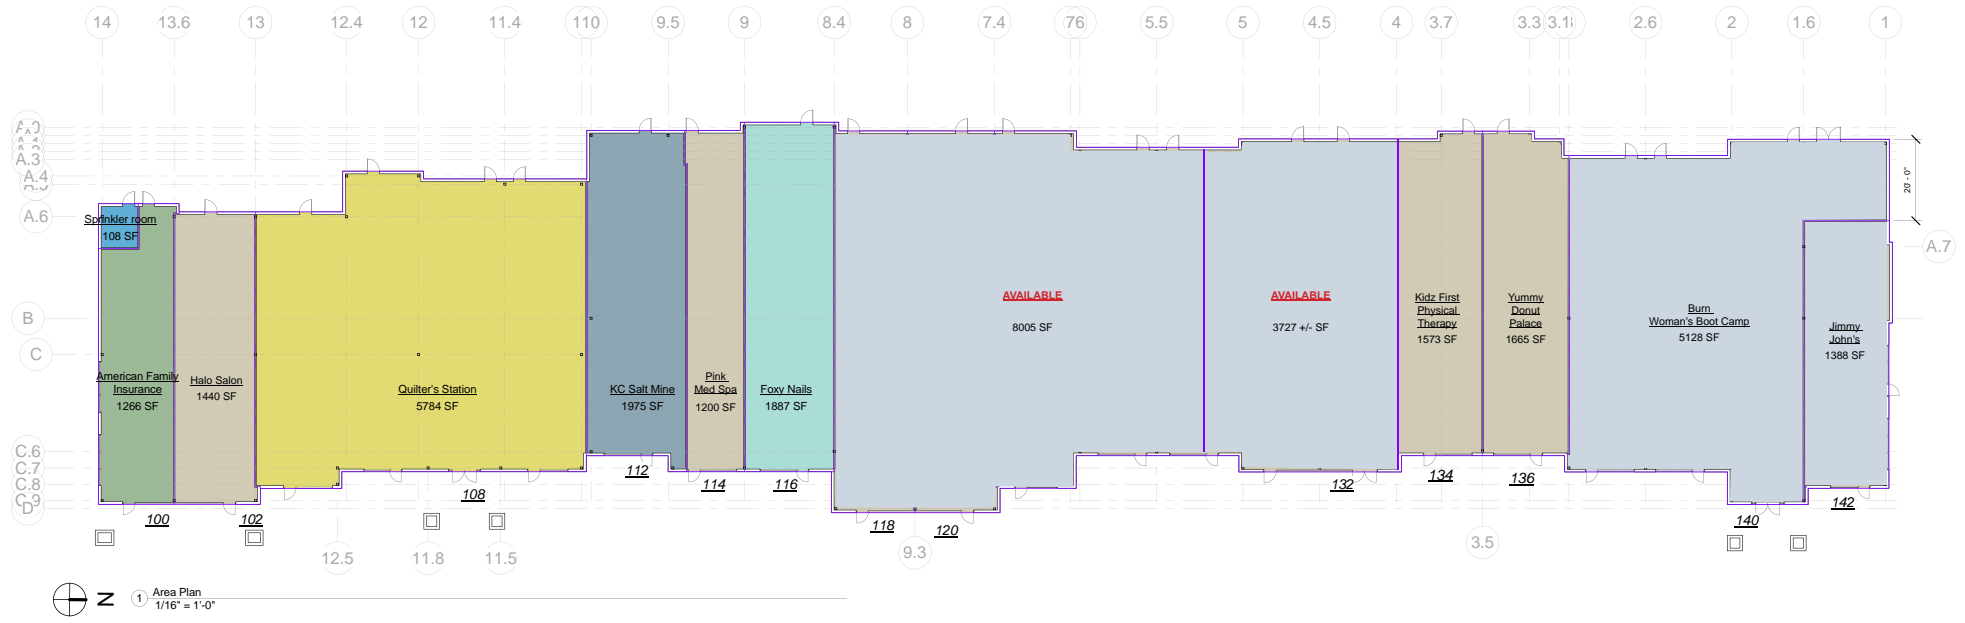 14 13.6 13 12.4 12 11.4 9.5 9 8.4 8 7.4 5.5 5 4.5 4 3.7 3.3 2.6 2 1.6 1
A.3
A.4
A.6
A.7
B
C
C.6
C.7
C.8
C.9
D
20' - 0"
Sprinkler room
108 SF
American Family
Insurance
1266 SF
Halo Salon
1440 SF
Quilter's Station
5784 SF
KC Salt Mine
1975 SF
Pink
Med Spa
1200 SF
Foxy Nails
1887 SF
AVAILABLE
8005 SF
AVAILABLE
3727 +/- SF
Kidz First
Physical
Therapy
1573 SF
Yummy
Donut
Palace
1665 SF
Burn
Woman's Boot Camp
5128 SF
Jimmy
John's
1388 SF
100 102 108 112 114 116 118 120 132 134 136 140 142
12.5 11.8 11.5 9.3 3.5
N
1 Area Plan
1/16" = 1'-0"